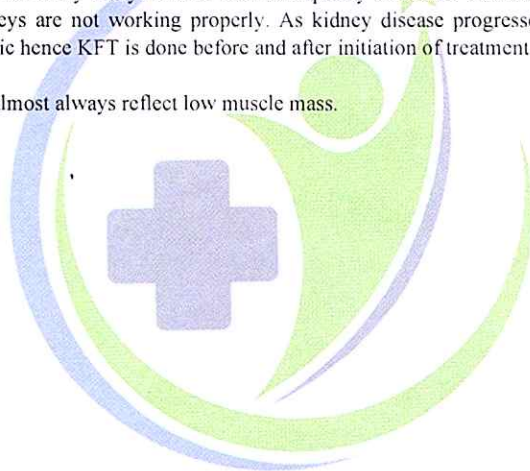 eys are not working properly. As kidney disease progresse
ic hence KFT is done before and after initiation of treatment
lmost always reflect low muscle mass.